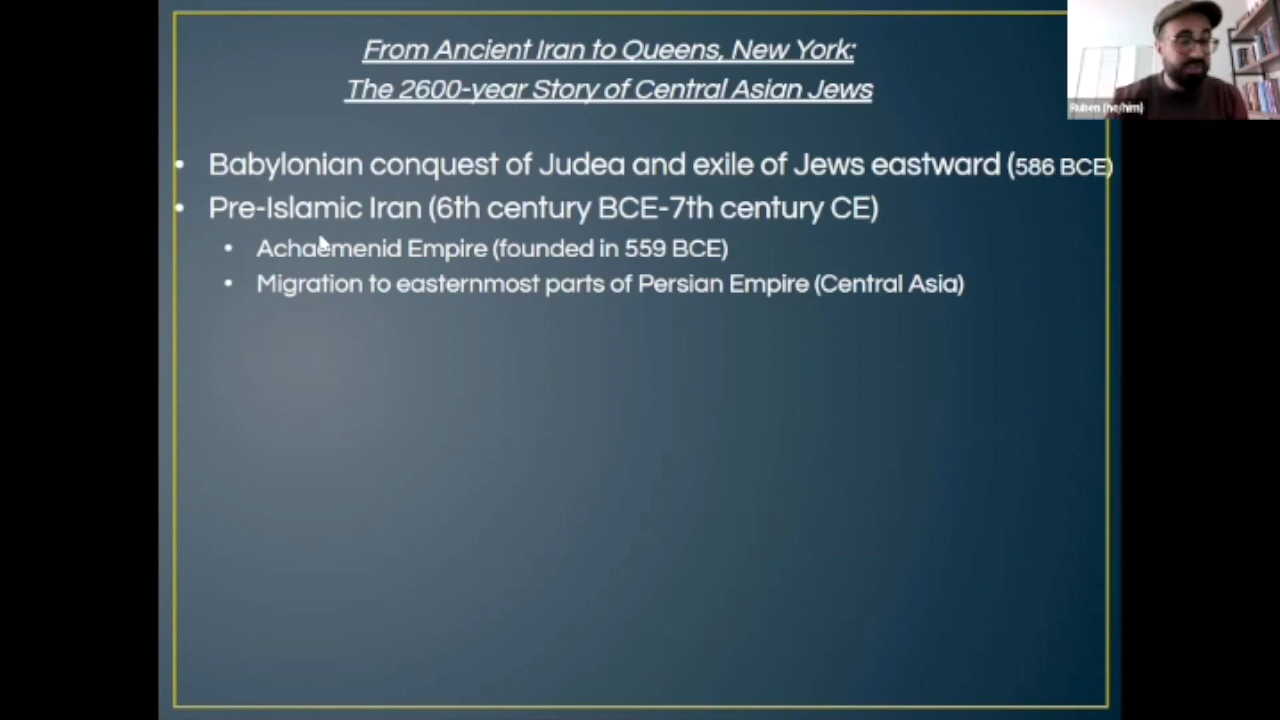 From Ancient Iran to Queens, New York:
The 2600-year Story of Central Asian Jews
• Babylonian conquest of Judea and exile of Jews eastward (586 BCE)
• Pre-Islamic Iran (6th century BCE-7th century CE)
• Achaemenid Empire (founded in 559 BCE)
• Migration to easternmost parts of Persian Empire (Central Asia)
Ruben (he/him)